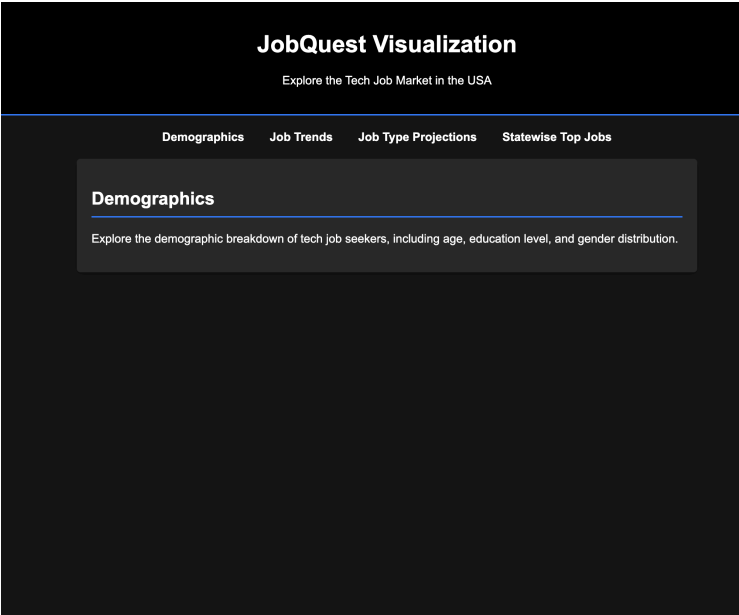 JobQuest Visualization
Explore the Tech Job Market in the USA
Demographics Job Trends Job Type Projections Statewise Top Jobs
Demographics
Explore the demographic breakdown of tech job seekers, including age, education level, and gender distribution.